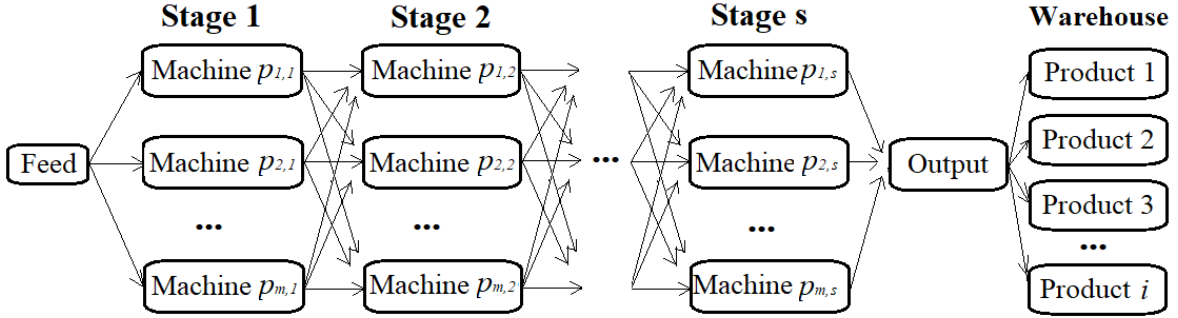 Stage 1 Stage 2 Stage s Warehouse
Machine p1,1 Machine p1,2 Machine p1,s Product 1
Product 2
Feed Machine p2,1 Machine p2,2 ... Machine p2,s Output
Product 3
... ... ... ...
Machine pm,1 Machine pm,2 Machine pm,s Product i